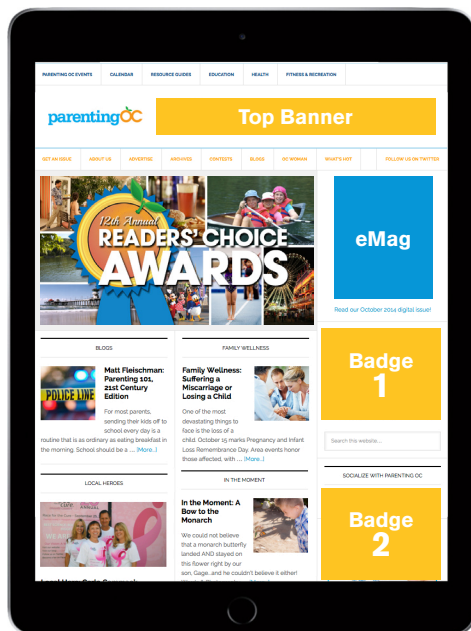 PARENTING OC EVENTS CALENDAR RESOURCE GUIDES EDUCATION HEALTH FITNESS & RECREATION
parentingOC
Top Banner
GET AN ISSUE ABOUT US ADVERTISE ARCHIVES CONTESTS BLOGS OC WOMAN WHAT'S HOT FOLLOW US ON TWITTER
12th Annual
READERS' CHOICE
AWARDS
eMag
Read our October 2014 digital issue!
BLOGS
POLICE LINE
Matt Fleischman:
Parenting 101,
21st Century
Edition
For most parents,
sending their kids off to
school every day is a
routine that is as ordinary as eating breakfast in
the morning. School should be a .... [More..]
FAMILY WELLNESS
Family Wellness:
Suffering a
Miscarriage or
Losing a Child
One of the most
devastating things to
face is the loss of a
child. October 15 marks Pregnancy and Infant
Loss Remembrance Day. Area events honor
those affected, with .... [More..]
Badge
1
Search this website...
LOCAL HEROES
IN THE MOMENT
In the Moment: A
Bow to the
Monarch
We could not believe
that a monarch butterfly
landed AND stayed on
this flower right by our
son, Gage...and he couldn't believe it either!
SOCIALIZE WITH PARENTING OC
Badge
2